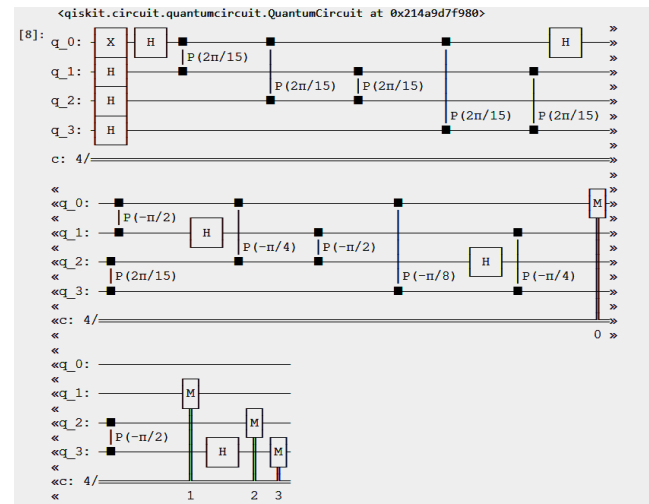 <qiskit.circuit.quantumcircuit.QuantumCircuit at 0x214a9d7f980>
[8]:
»
q_0: X H P(2π/15) H »
q_1: H P(2π/15) P(2π/15) »
q_2: H »
q_3: H P(2π/15) P(2π/15) »
»
c: 4/ »
»
«
«q_0: M »
« P(-π/2) »
«q_1: H »
« P(-π/4) P(-π/2) »
«q_2: H »
« P(2π/15) P(-π/8) P(-π/4) »
«q_3: »
« »
«c: 4/ »
« 0 »
«
«q_0:
«
«q_1: M
«
«q_2: M
« P(-π/2)
«q_3: H M
«
«c: 4/
« 1 2 3